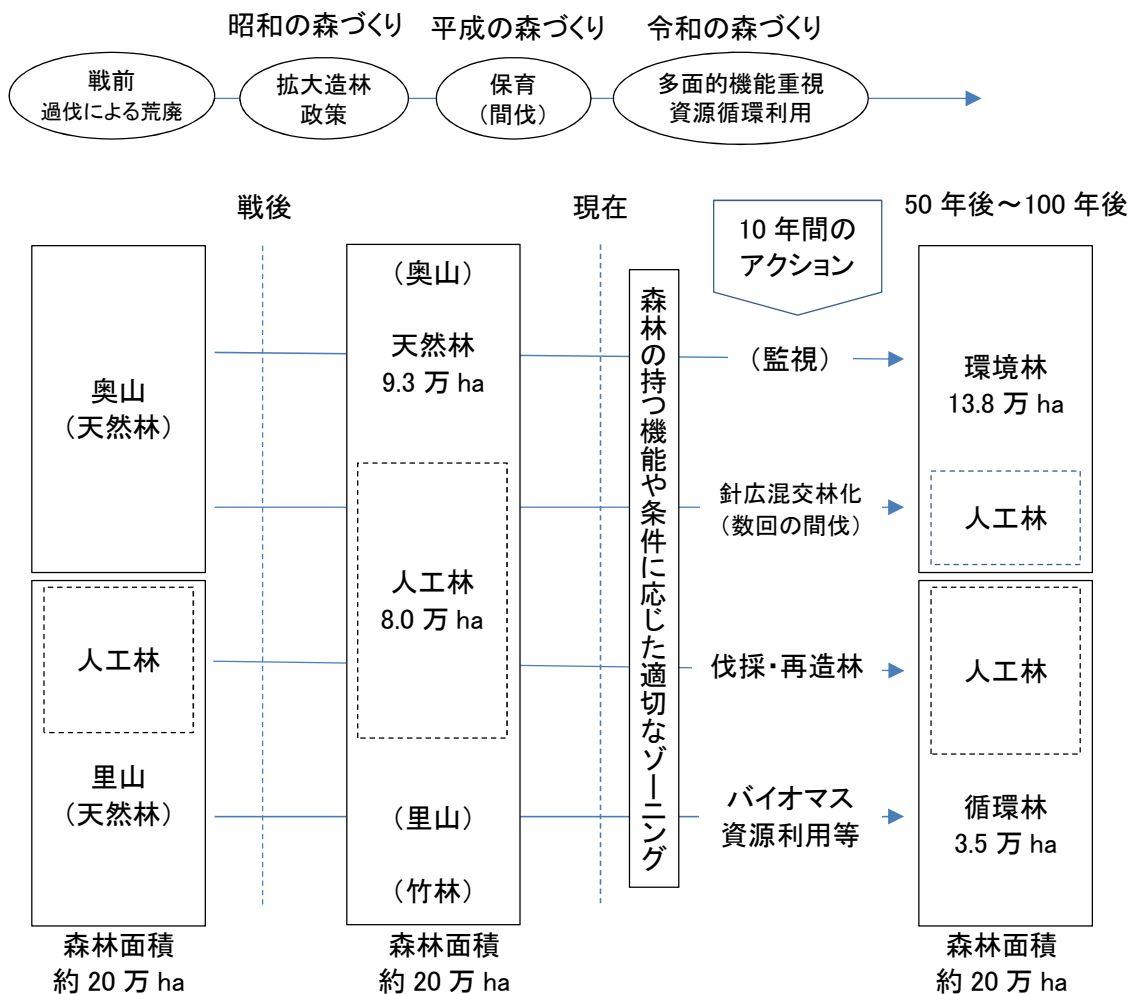 昭和の森づくり
平成の森づくり
令和の森づくり
戦前
過伐による荒廃
拡大造林
政策
保育
（間伐）
多面的機能重視
資源循環利用
戦後
現在
10 年間の
アクション
50 年後～100 年後
奥山
（天然林）
人工林
里山
（天然林）
森林面積
約 20 万 ha
（奥山）
天然林
9.3 万 ha
人工林
8.0 万 ha
（里山）
（竹林）
森林面積
約 20 万 ha
森林の持つ機能や条件に応じた適切なゾーニング
（監視）
針広混交林化
（数回の間伐）
伐採・再造林
バイオマス
資源利用等
環境林
13.8 万 ha
人工林
人工林
循環林
3.5 万 ha
森林面積
約 20 万 ha